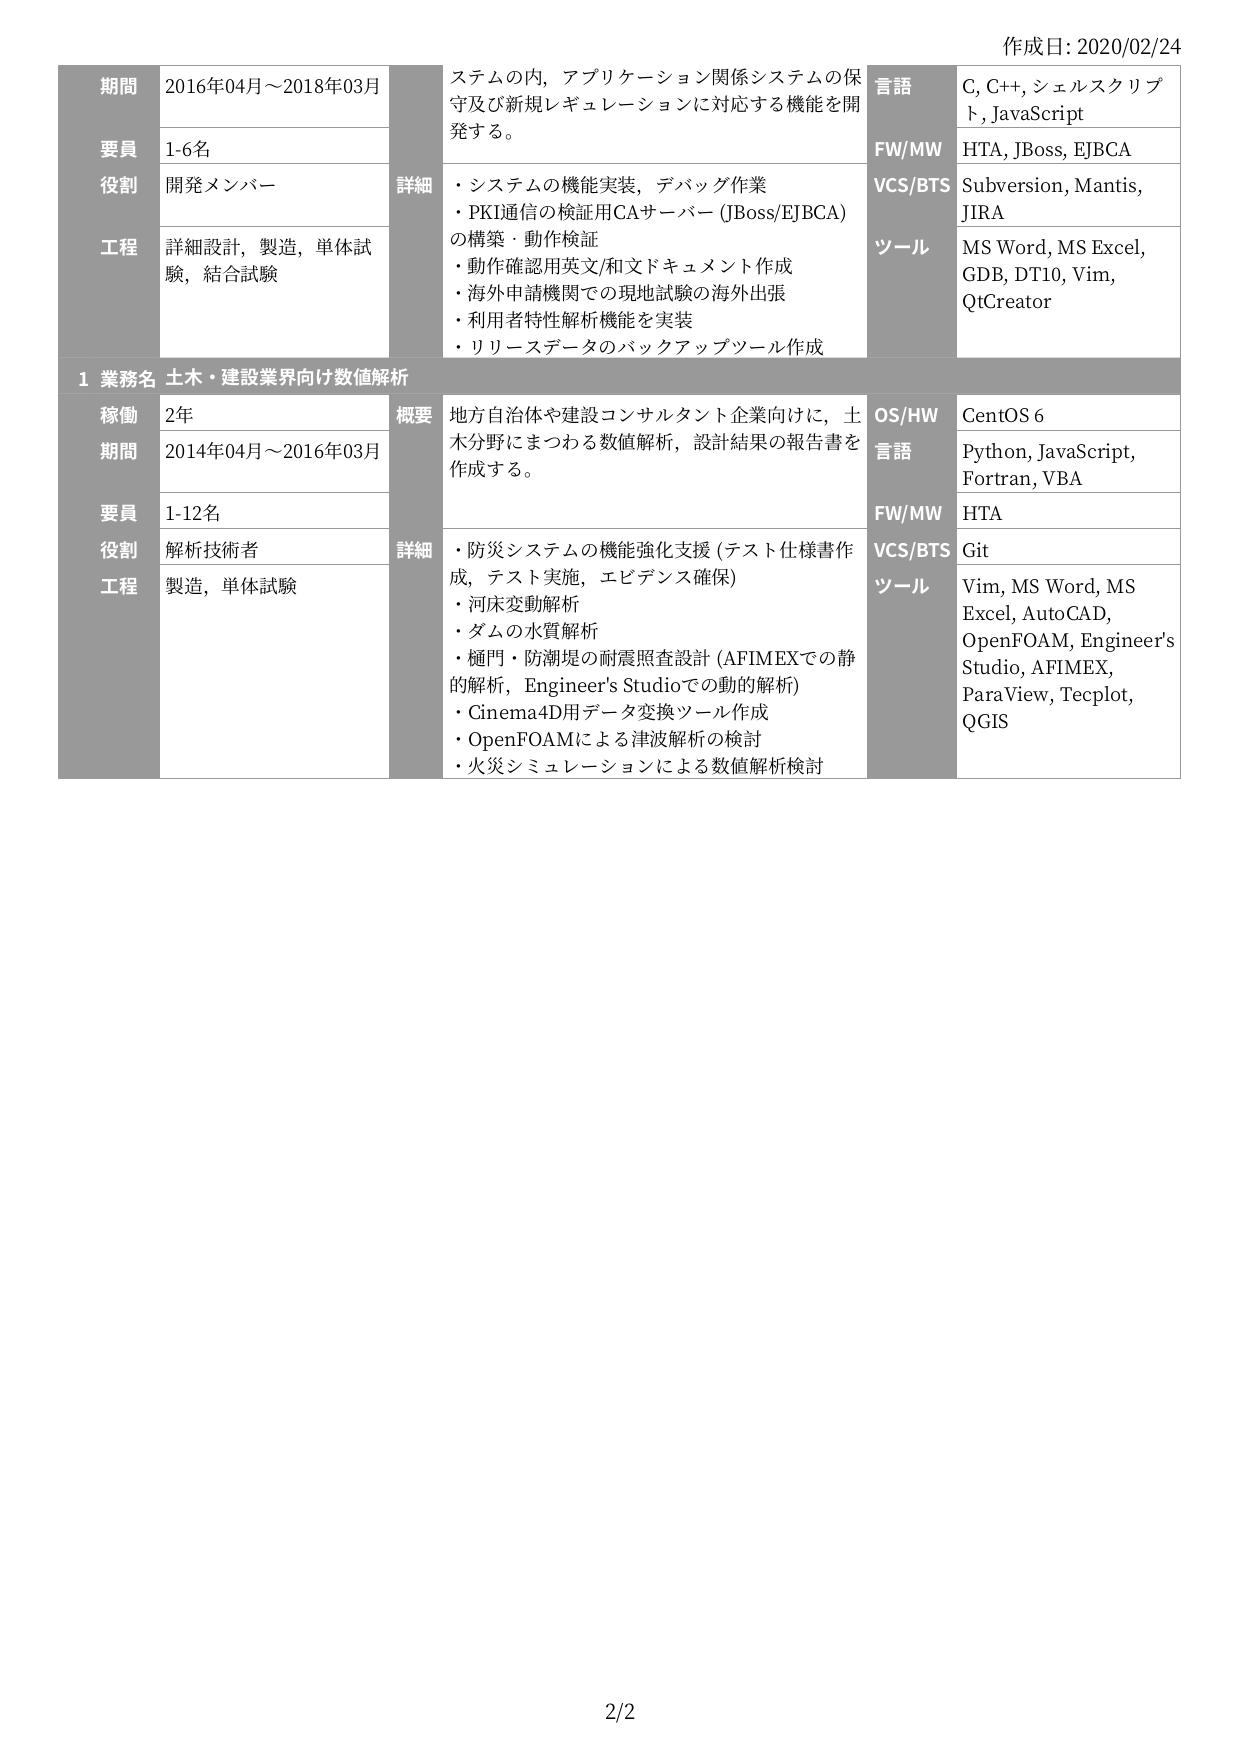 作成日: 2020/02/24
期間 2016年04月〜2018年03月
ステムの内，アプリケーション関係システムの保
守及び新規レギュレーションに対応する機能を開
発する。
言語 C, C++, シェルスクリプ
ト, JavaScript
要員 1-6名
FW/MW HTA, JBoss, EJBCA
役割 開発メンバー
工程 詳細設計，製造，単体試
験，結合試験
詳細 ・システムの機能実装，デバッグ作業
・PKI通信の検証用CAサーバー (JBoss/EJBCA)
の構築・動作検証
・動作確認用英文/和文ドキュメント作成
・海外申請機関での現地試験の海外出張
・利用者特性解析機能を実装
・リリースデータのバックアップツール作成
VCS/BTS Subversion, Mantis,
JIRA
ツール MS Word, MS Excel,
GDB, DT10, Vim,
QtCreator
1 業務名 土木・建設業界向け数値解析
稼働 2年
期間 2014年04月〜2016年03月
要員 1-12名
概要 地方自治体や建設コンサルタント企業向けに，土
木分野にまつわる数値解析，設計結果の報告書を
作成する。
OS/HW CentOS 6
言語 Python, JavaScript,
Fortran, VBA
FW/MW HTA
役割 解析技術者
工程 製造，単体試験
詳細 ・防災システムの機能強化支援 (テスト仕様書作
成，テスト実施，エビデンス確保)
・河床変動解析
・ダムの水質解析
・樋門・防潮堤の耐震照査設計 (AFIMEXでの静
的解析，Engineer's Studioでの動的解析)
・Cinema4D用データ変換ツール作成
・OpenFOAMによる津波解析の検討
・火災シミュレーションによる数値解析検討
VCS/BTS Git
ツール Vim, MS Word, MS
Excel, AutoCAD,
OpenFOAM, Engineer's
Studio, AFIMEX,
ParaView, Tecplot,
QGIS
2/2